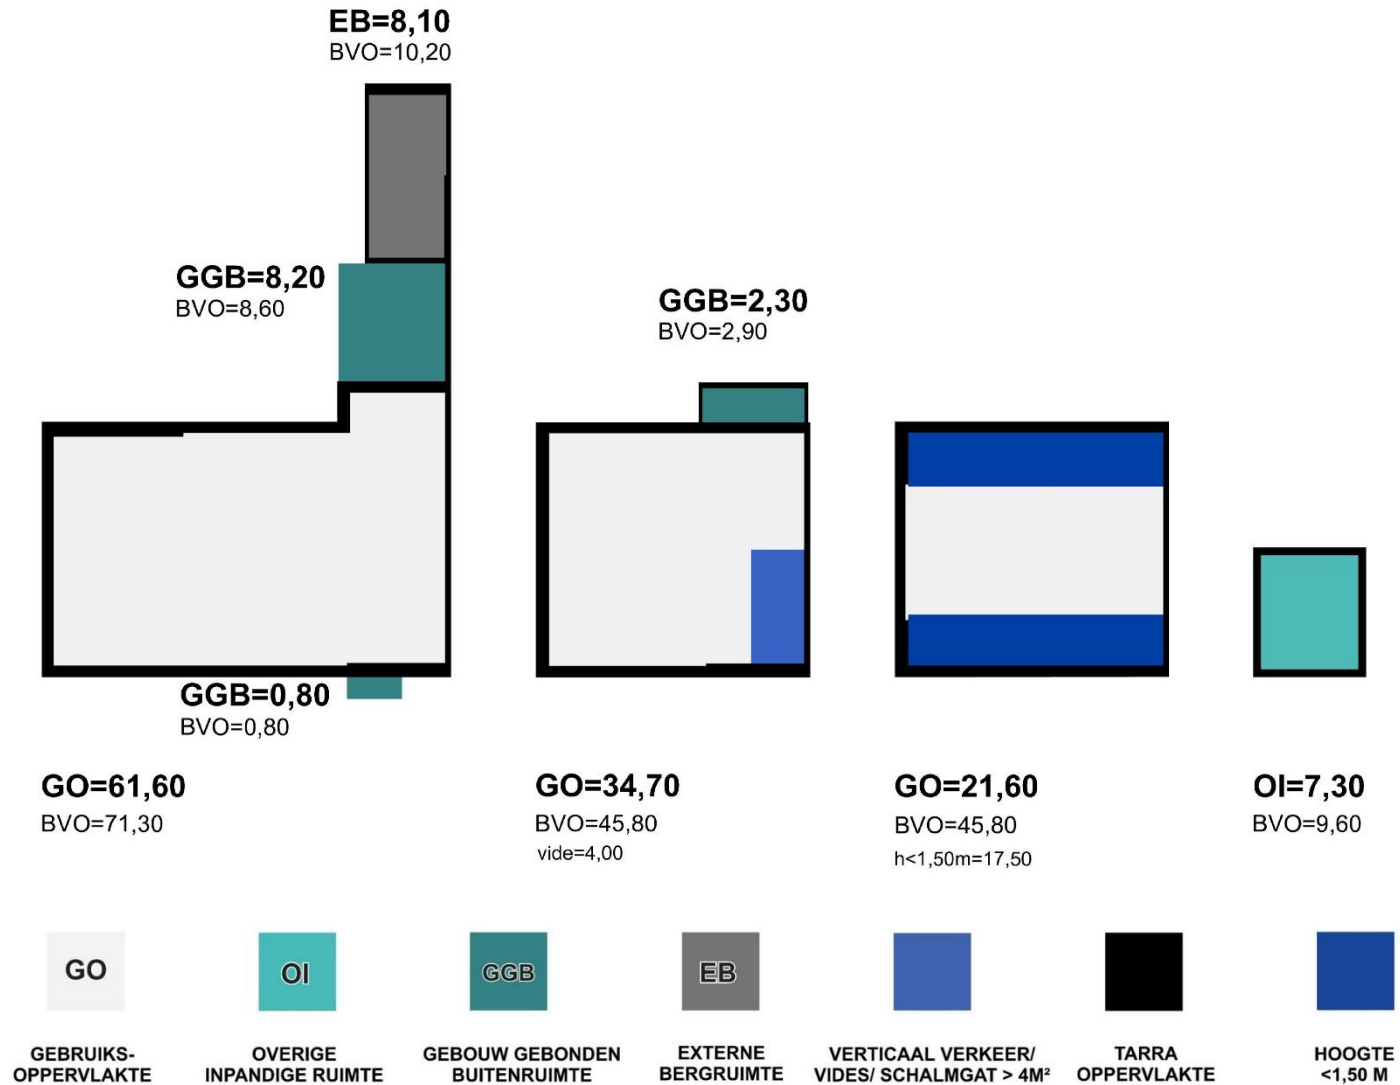 EB=8,10
BVO=10,20
GGB=8,20
BVO=8,60
GGB=2,30
BVO=2,90
GGB=0,80
BVO=0,80
GO=61,60
BVO=71,30
GO=34,70
BVO=45,80
vide=4,00
GO=21,60
BVO=45,80
h<1,50m=17,50
OI=7,30
BVO=9,60
GO
OI
GGB
EB
GEBRUIKS-
OPPERVLAKTE
OVERIGE
INPANDIGE RUIMTE
GEBOUW GEBONDEN
BUITENRUIMTE
EXTERNE
BERGRUIMTE
VERTICAAL VERKEER/
VIDES/ SCHALMGAT > 4M²
TARRA
OPPERVLAKTE
HOOGTE
<1,50 M